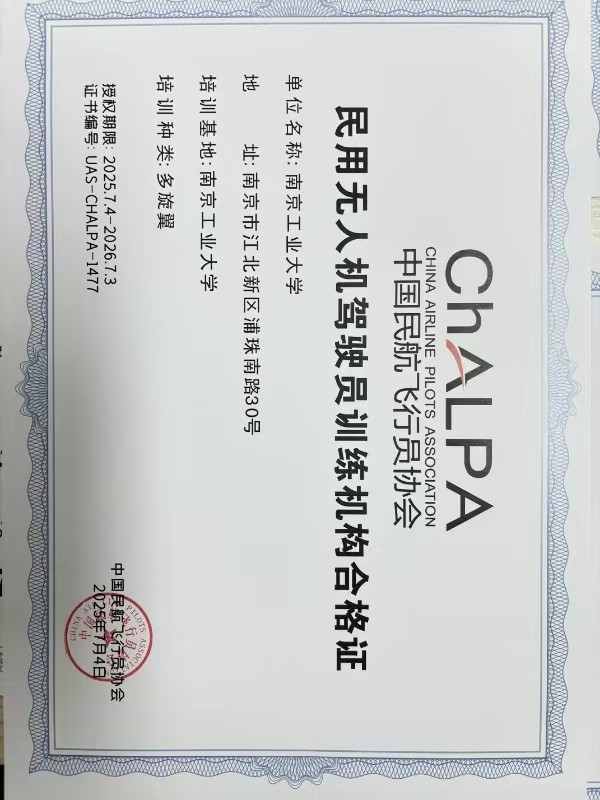 ChALPA
CHINA AIRLINE PILOTS ASSOCIATION
中国民航飞行员协会
民用无人机驾驶员训练机构合格证
单位名称: 南京工业大学
地 址: 南京市江北新区浦珠南路30号
培训基地: 南京工业大学
培训种类: 多旋翼
授权期限: 2025.7.4-2026.7.3
证书编号: UAS-CHALPA-1477
中国民航飞行员协会
2025年7月4日